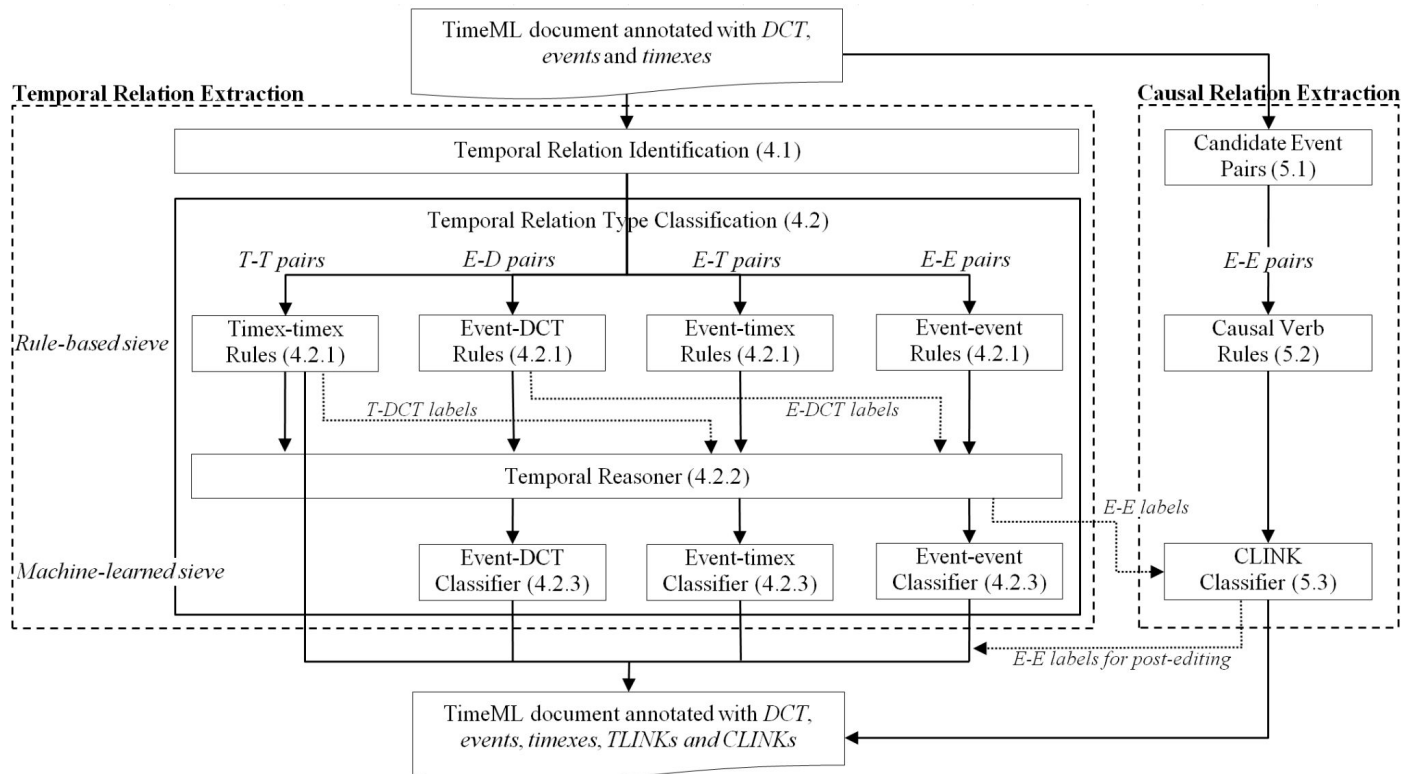 TimeML document annotated with DCT,
events and timexes
Temporal Relation Extraction
Causal Relation Extraction
Temporal Relation Identification (4.1)
Candidate Event
Pairs (5.1)
Temporal Relation Type Classification (4.2)
T-T pairs
E-D pairs
E-T pairs
E-E pairs
E-E pairs
Rule-based sieve
Timex-timex
Rules (4.2.1)
Event-DCT
Rules (4.2.1)
Event-timex
Rules (4.2.1)
Event-event
Rules (4.2.1)
Causal Verb
Rules (5.2)
T-DCT labels
E-DCT labels
Temporal Reasoner (4.2.2)
E-E labels
Machine-learned sieve
Event-DCT
Classifier (4.2.3)
Event-timex
Classifier (4.2.3)
Event-event
Classifier (4.2.3)
CLINK
Classifier (5.3)
E-E labels for post-editing
TimeML document annotated with DCT,
events, timexes, TLINKs and CLINKs